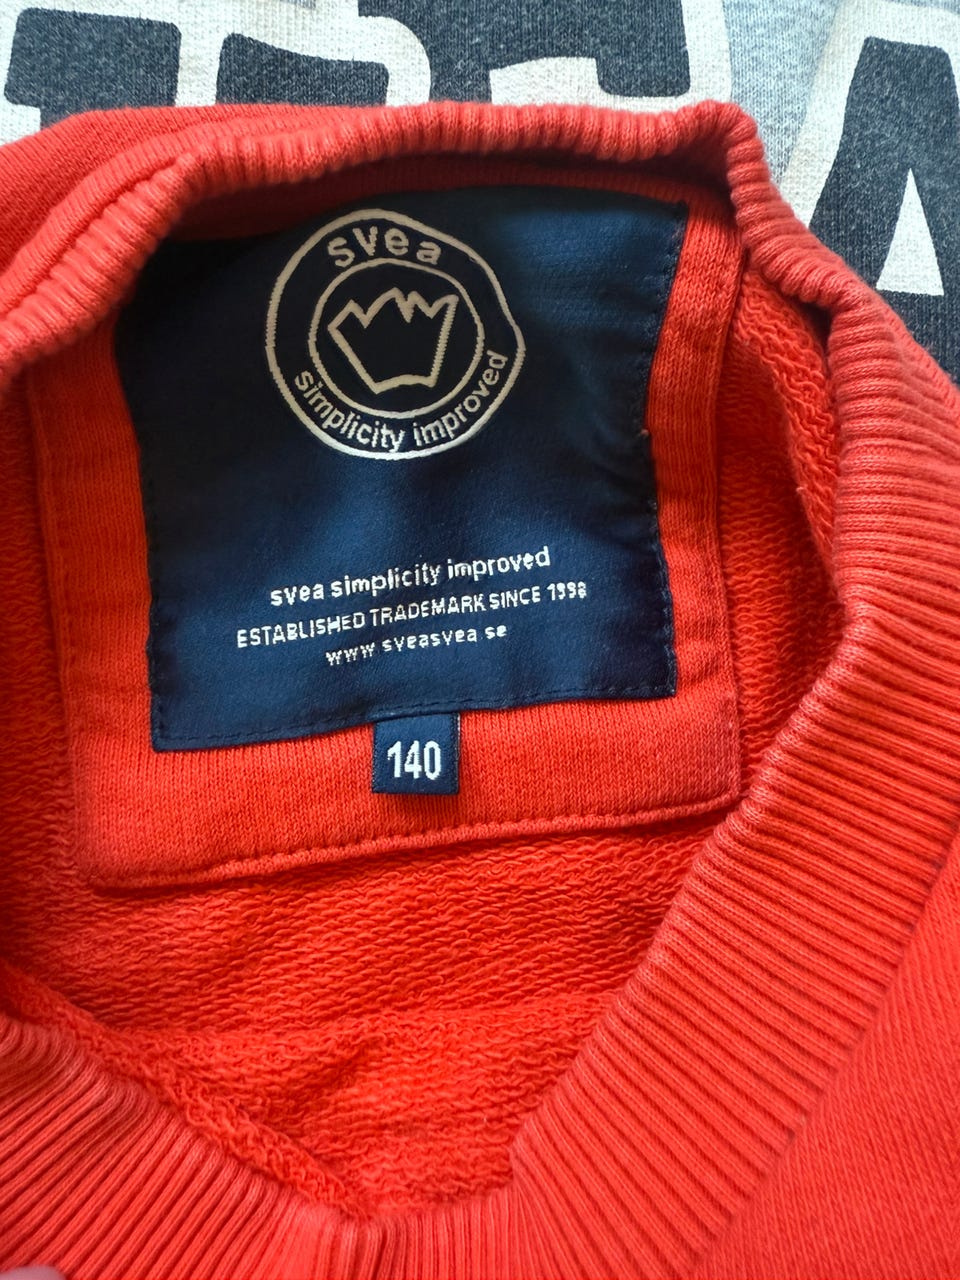 svea
simplicity improved
svea simplicity improved
ESTABLISHED TRADEMARK SINCE 1998
www.sveasvea.se
140